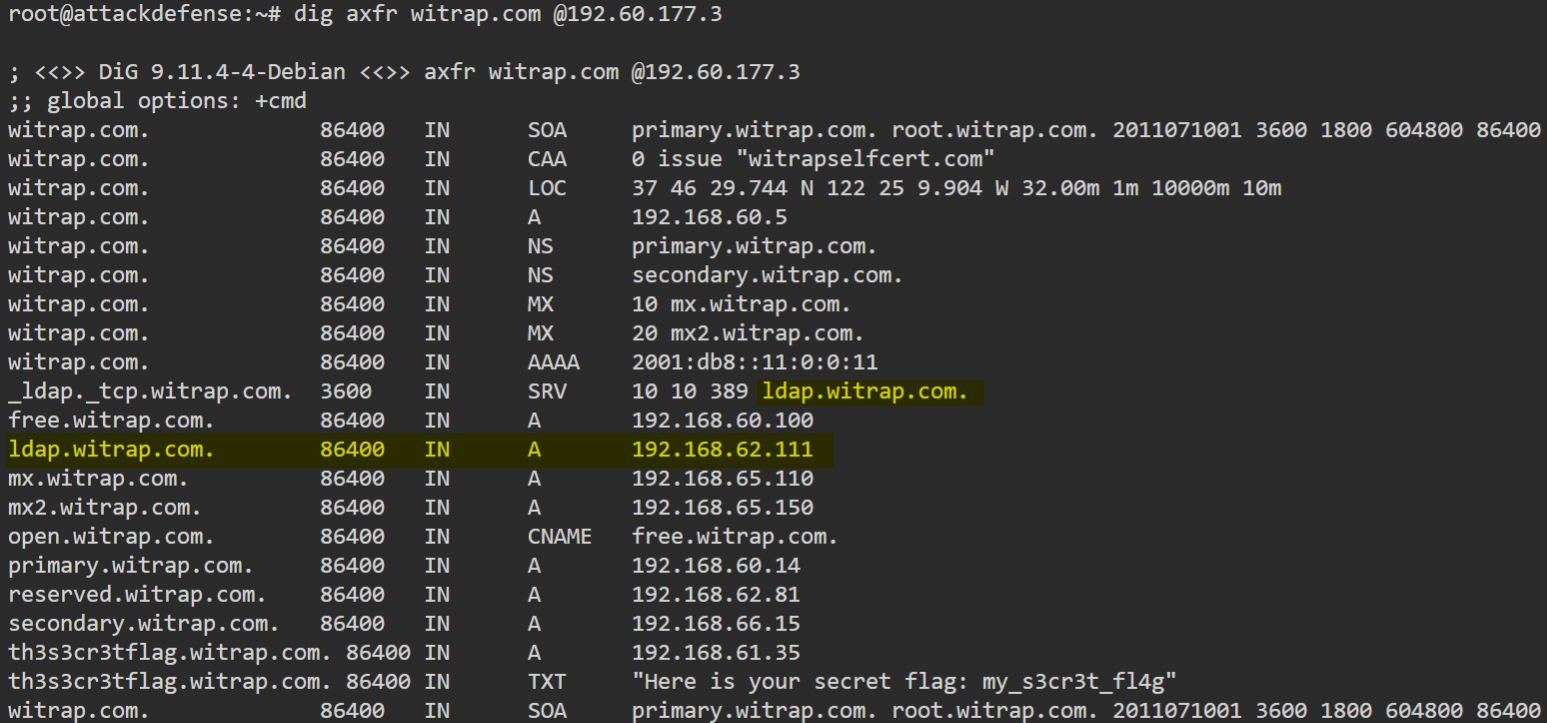 root@attackdefense:~# dig axfr witrap.com @192.60.177.3
; <<>> DiG 9.11.4-4-Debian <<>> axfr witrap.com @192.60.177.3
;; global options: +cmd
witrap.com. 86400 IN SOA primary.witrap.com. root.witrap.com. 2011071001 3600 1800 604800 86400
witrap.com. 86400 IN CAA 0 issue "witrapselfcert.com"
witrap.com. 86400 IN LOC 37 46 29.744 N 122 25 9.904 W 32.00m 1m 10000m 10m
witrap.com. 86400 IN A 192.168.60.5
witrap.com. 86400 IN NS primary.witrap.com.
witrap.com. 86400 IN NS secondary.witrap.com.
witrap.com. 86400 IN MX 10 mx.witrap.com.
witrap.com. 86400 IN MX 20 mx2.witrap.com.
witrap.com. 86400 IN AAAA 2001:db8::11:0:0:11
_ldap._tcp.witrap.com. 3600 IN SRV 10 10 389 ldap.witrap.com.
free.witrap.com. 86400 IN A 192.168.60.100
ldap.witrap.com. 86400 IN A 192.168.62.111
mx.witrap.com. 86400 IN A 192.168.65.110
mx2.witrap.com. 86400 IN A 192.168.65.150
open.witrap.com. 86400 IN CNAME free.witrap.com.
primary.witrap.com. 86400 IN A 192.168.60.14
reserved.witrap.com. 86400 IN A 192.168.62.81
secondary.witrap.com. 86400 IN A 192.168.66.15
th3s3cr3tflag.witrap.com. 86400 IN A 192.168.61.35
th3s3cr3tflag.witrap.com. 86400 IN TXT "Here is your secret flag: my_s3cr3t_fl4g"
witrap.com. 86400 IN SOA primary.witrap.com. root.witrap.com. 2011071001 3600 1800 604800 86400